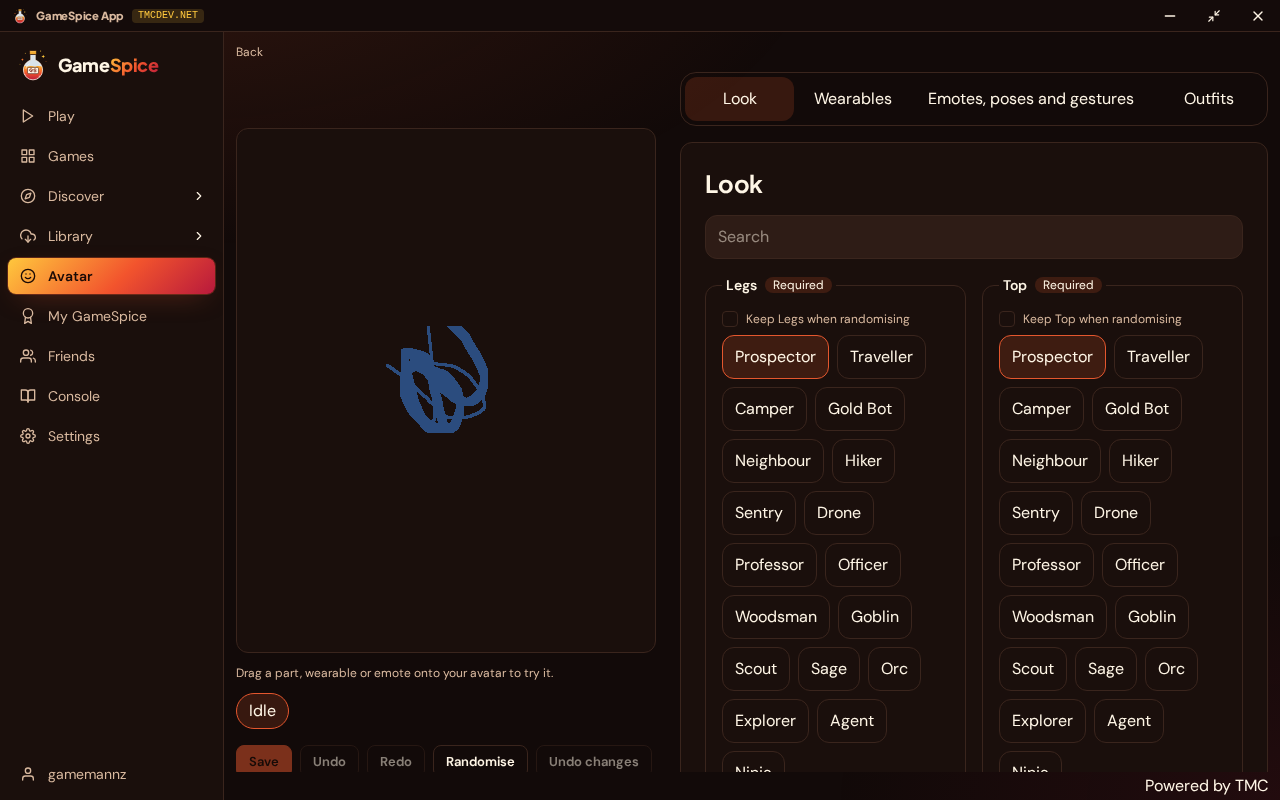 GameSpice App TMCDEV.NET
GameSpice
Play
Games
Discover
Library
Avatar
My GameSpice
Friends
Console
Settings
gamemannz
Back
Drag a part, wearable or emote onto your avatar to try it.
Idle
Save Undo Redo Randomise Undo changes
Look Wearables Emotes, poses and gestures Outfits
Look
Search
Legs Required
Keep Legs when randomising
Prospector Traveller
Camper Gold Bot
Neighbour Hiker
Sentry Drone
Professor Officer
Woodsman Goblin
Scout Sage Orc
Explorer Agent
Ninja
Top Required
Keep Top when randomising
Prospector Traveller
Camper Gold Bot
Neighbour Hiker
Sentry Drone
Professor Officer
Woodsman Goblin
Scout Sage Orc
Explorer Agent
Ninja
Powered by TMC